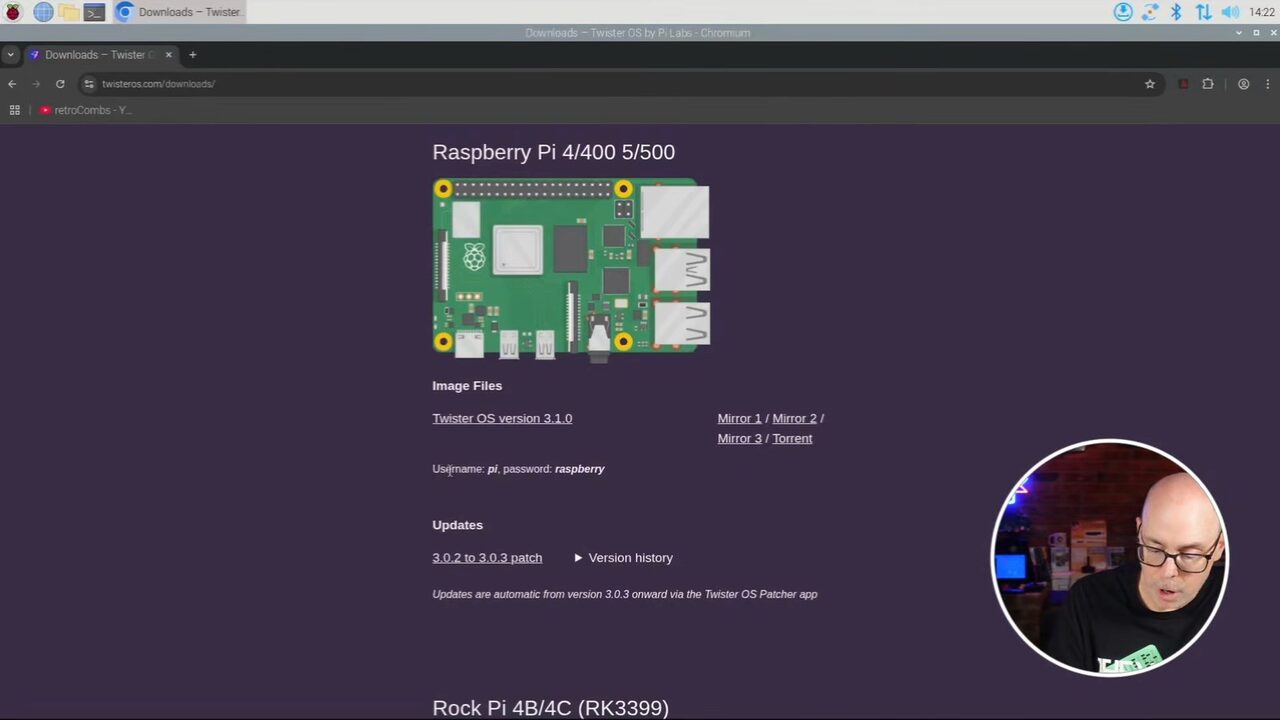 Downloads – Twister
14:22
Downloads – Twister OS by Pi Labs - Chromium
Downloads – Twister O
twisteros.com/downloads/
retroCombs - Y...
Raspberry Pi 4/400 5/500
Image Files
Twister OS version 3.1.0
Mirror 1 / Mirror 2 /
Mirror 3 / Torrent
Username: pi, password: raspberry
Updates
3.0.2 to 3.0.3 patch
Version history
Updates are automatic from version 3.0.3 onward via the Twister OS Patcher app
Rock Pi 4B/4C (RK3399)